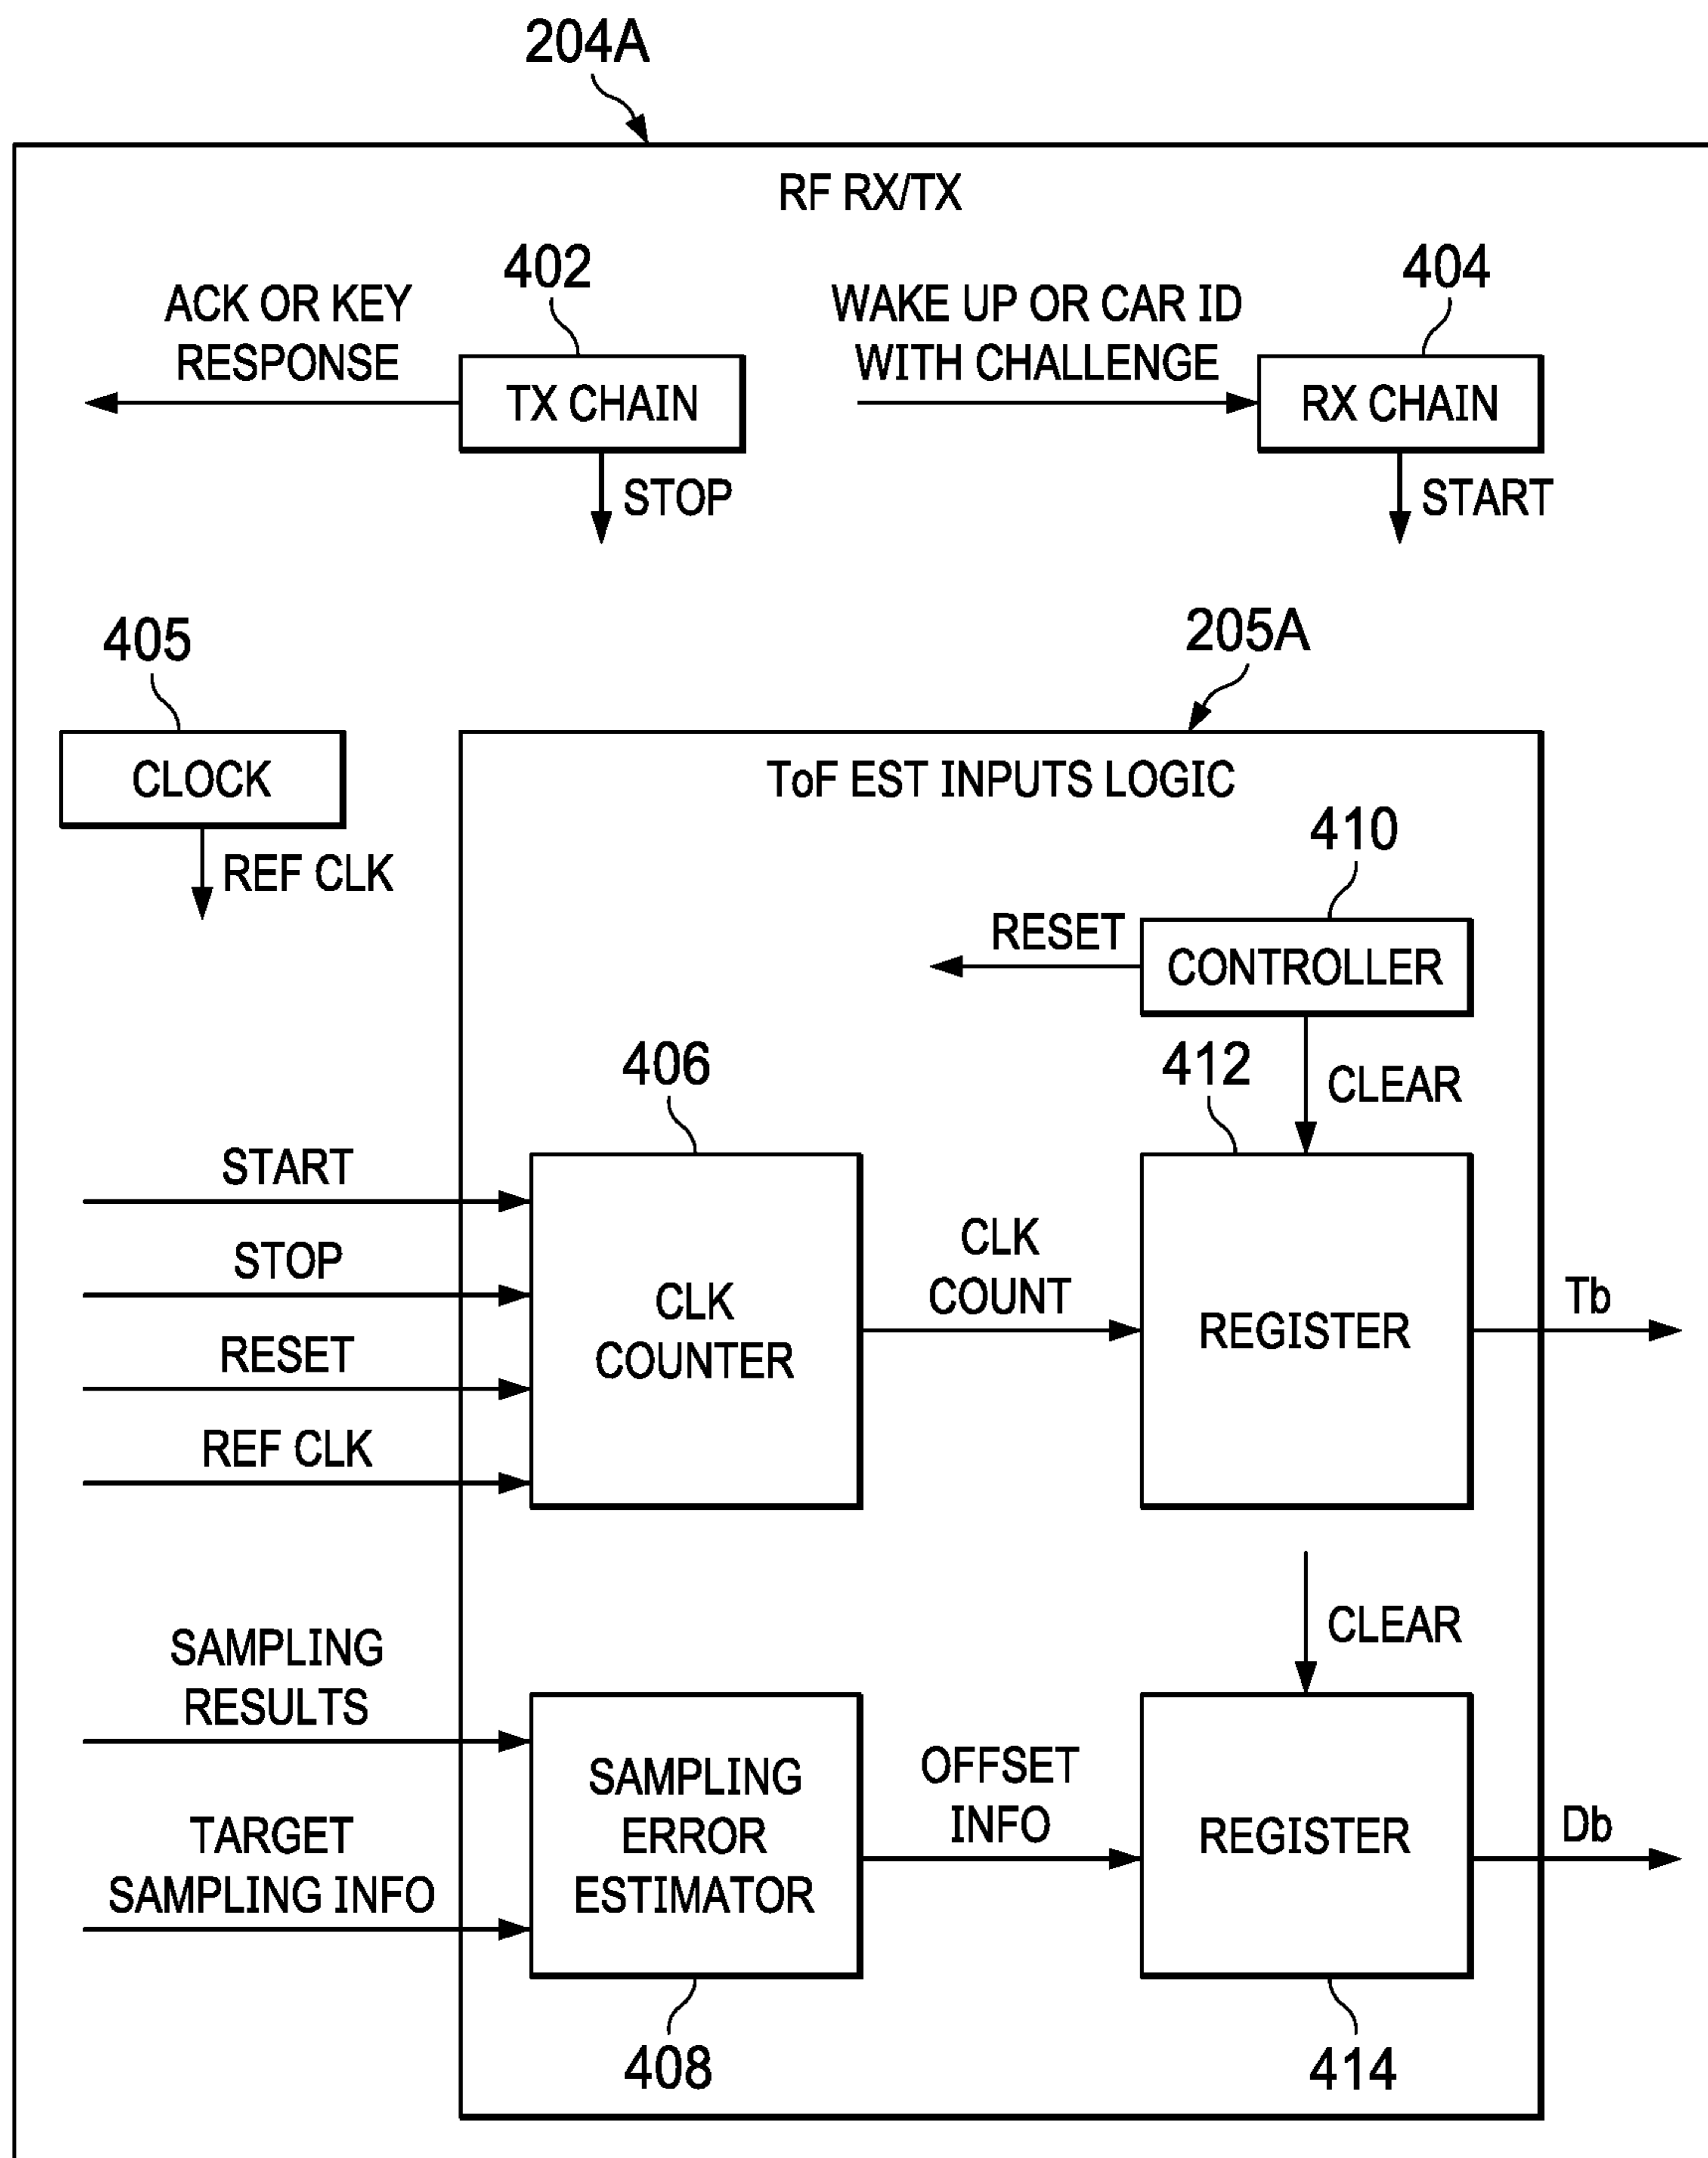 204A
RF RX/TX
402
404
ACK OR KEY
RESPONSE
WAKE UP OR CAR ID
WITH CHALLENGE
TX CHAIN
RX CHAIN
STOP
START
405
205A
CLOCK
ToF EST INPUTS LOGIC
REF CLK
410
RESET
CONTROLLER
406
412
CLEAR
START
STOP
RESET
REF CLK
CLK
COUNTER
CLK
COUNT
REGISTER
Tb
CLEAR
SAMPLING
RESULTS
TARGET
SAMPLING INFO
SAMPLING
ERROR
ESTIMATOR
OFFSET
INFO
REGISTER
Db
408
414